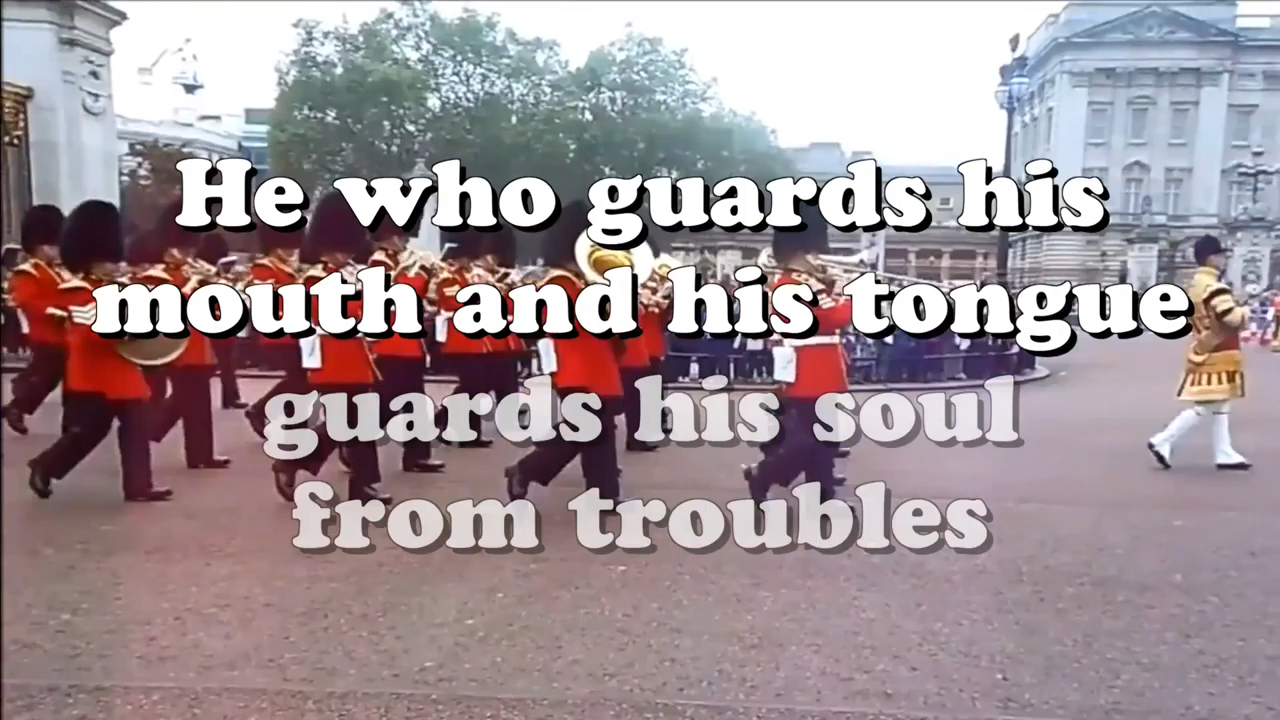 He who guards his
mouth and his tongue
guards his soul
from troubles